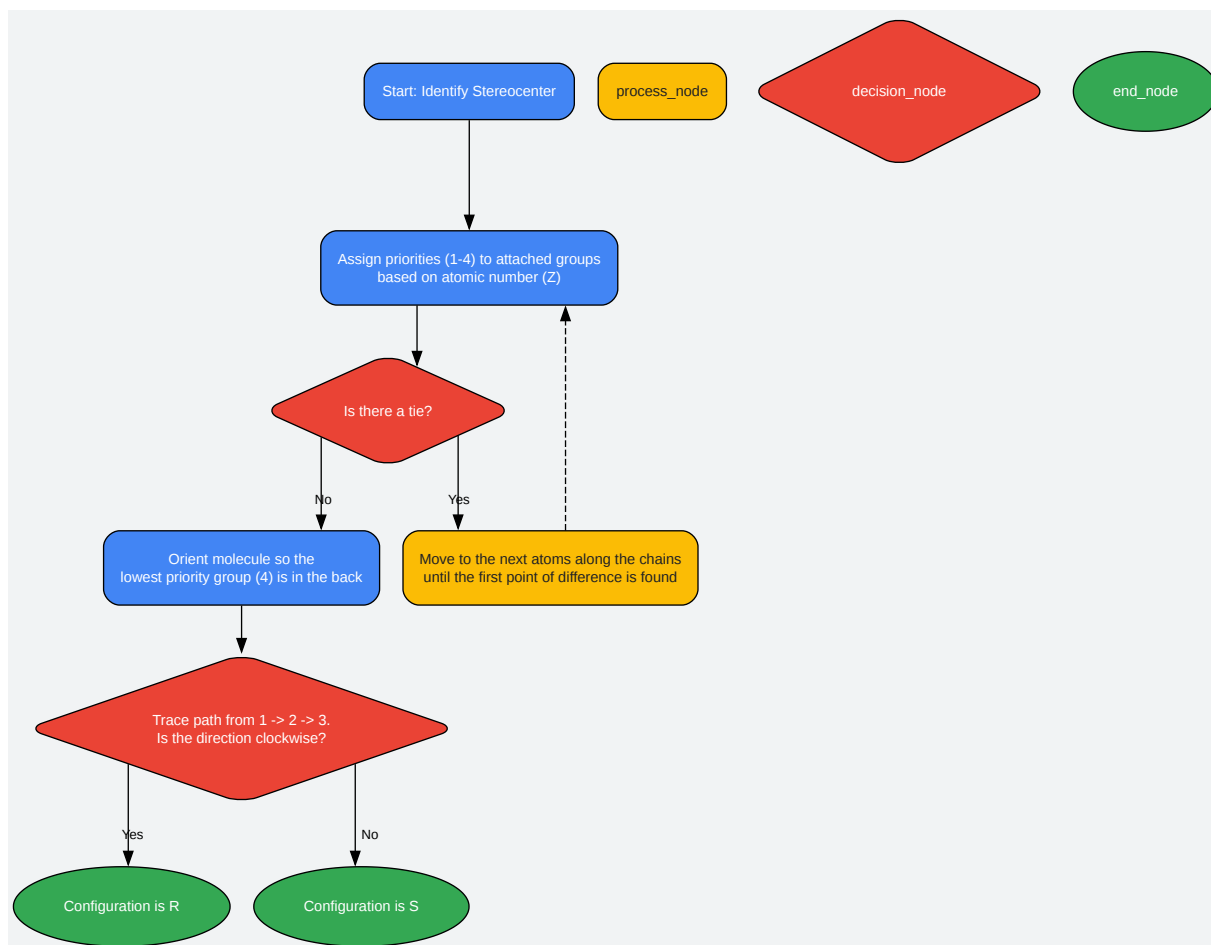 Start: Identify Stereocenter
process_node
decision_node
end_node
Assign priorities (1-4) to attached groups
based on atomic number (Z)
Is there a tie?
No
Yes
Orient molecule so the
lowest priority group (4) is in the back
Move to the next atoms along the chains
until the first point of difference is found
Trace path from 1 -> 2 -> 3.
Is the direction clockwise?
Yes
No
Configuration is R
Configuration is S